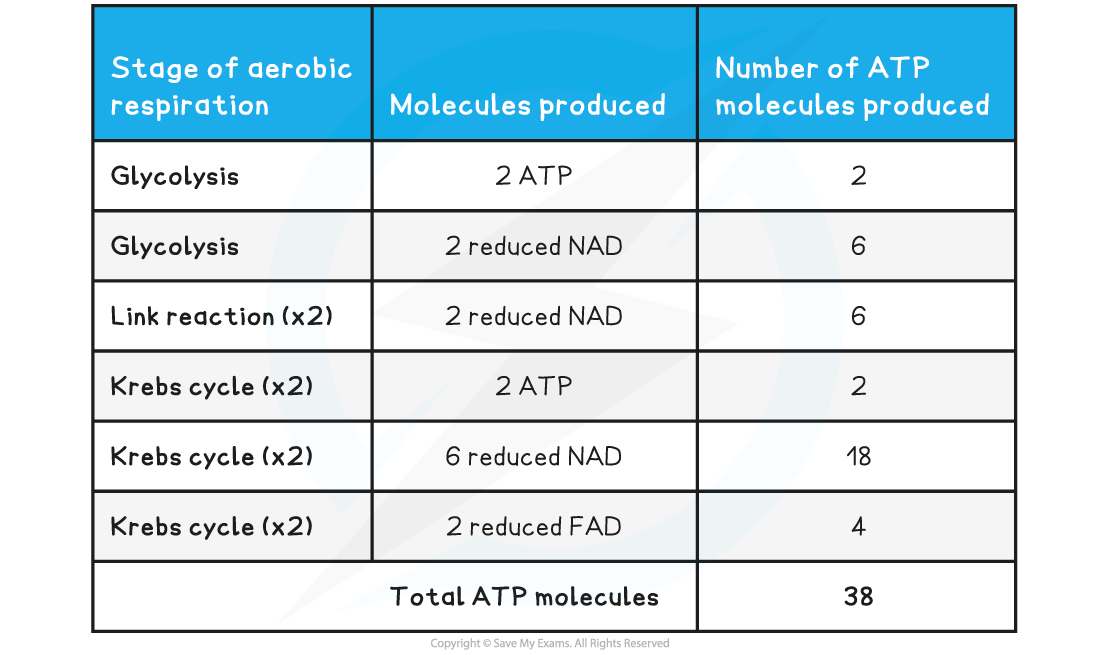 Stage of aerobic
respiration
Molecules produced
Number of ATP
molecules produced
Glycolysis 2 ATP 2
Glycolysis 2 reduced NAD 6
Link reaction (x2) 2 reduced NAD 6
Krebs cycle (x2) 2 ATP 2
Krebs cycle (x2) 6 reduced NAD 18
Krebs cycle (x2) 2 reduced FAD 4
Total ATP molecules 38
Copyright © Save My Exams. All Rights Reserved